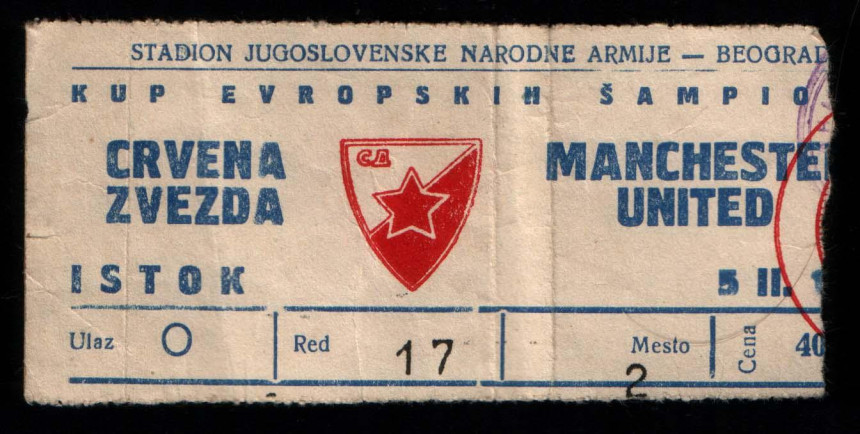 STADION JUGOSLOVENSKE NARODNE ARMIJE — BEOGRAD
KUP EVROPSKIH ŠAMPIO
CRVENA
ZVEZDA
СД
MANCHESTE
UNITED
ISTOK
5 II. 1
Ulaz O
Red 17
Mesto 2
Cena 40